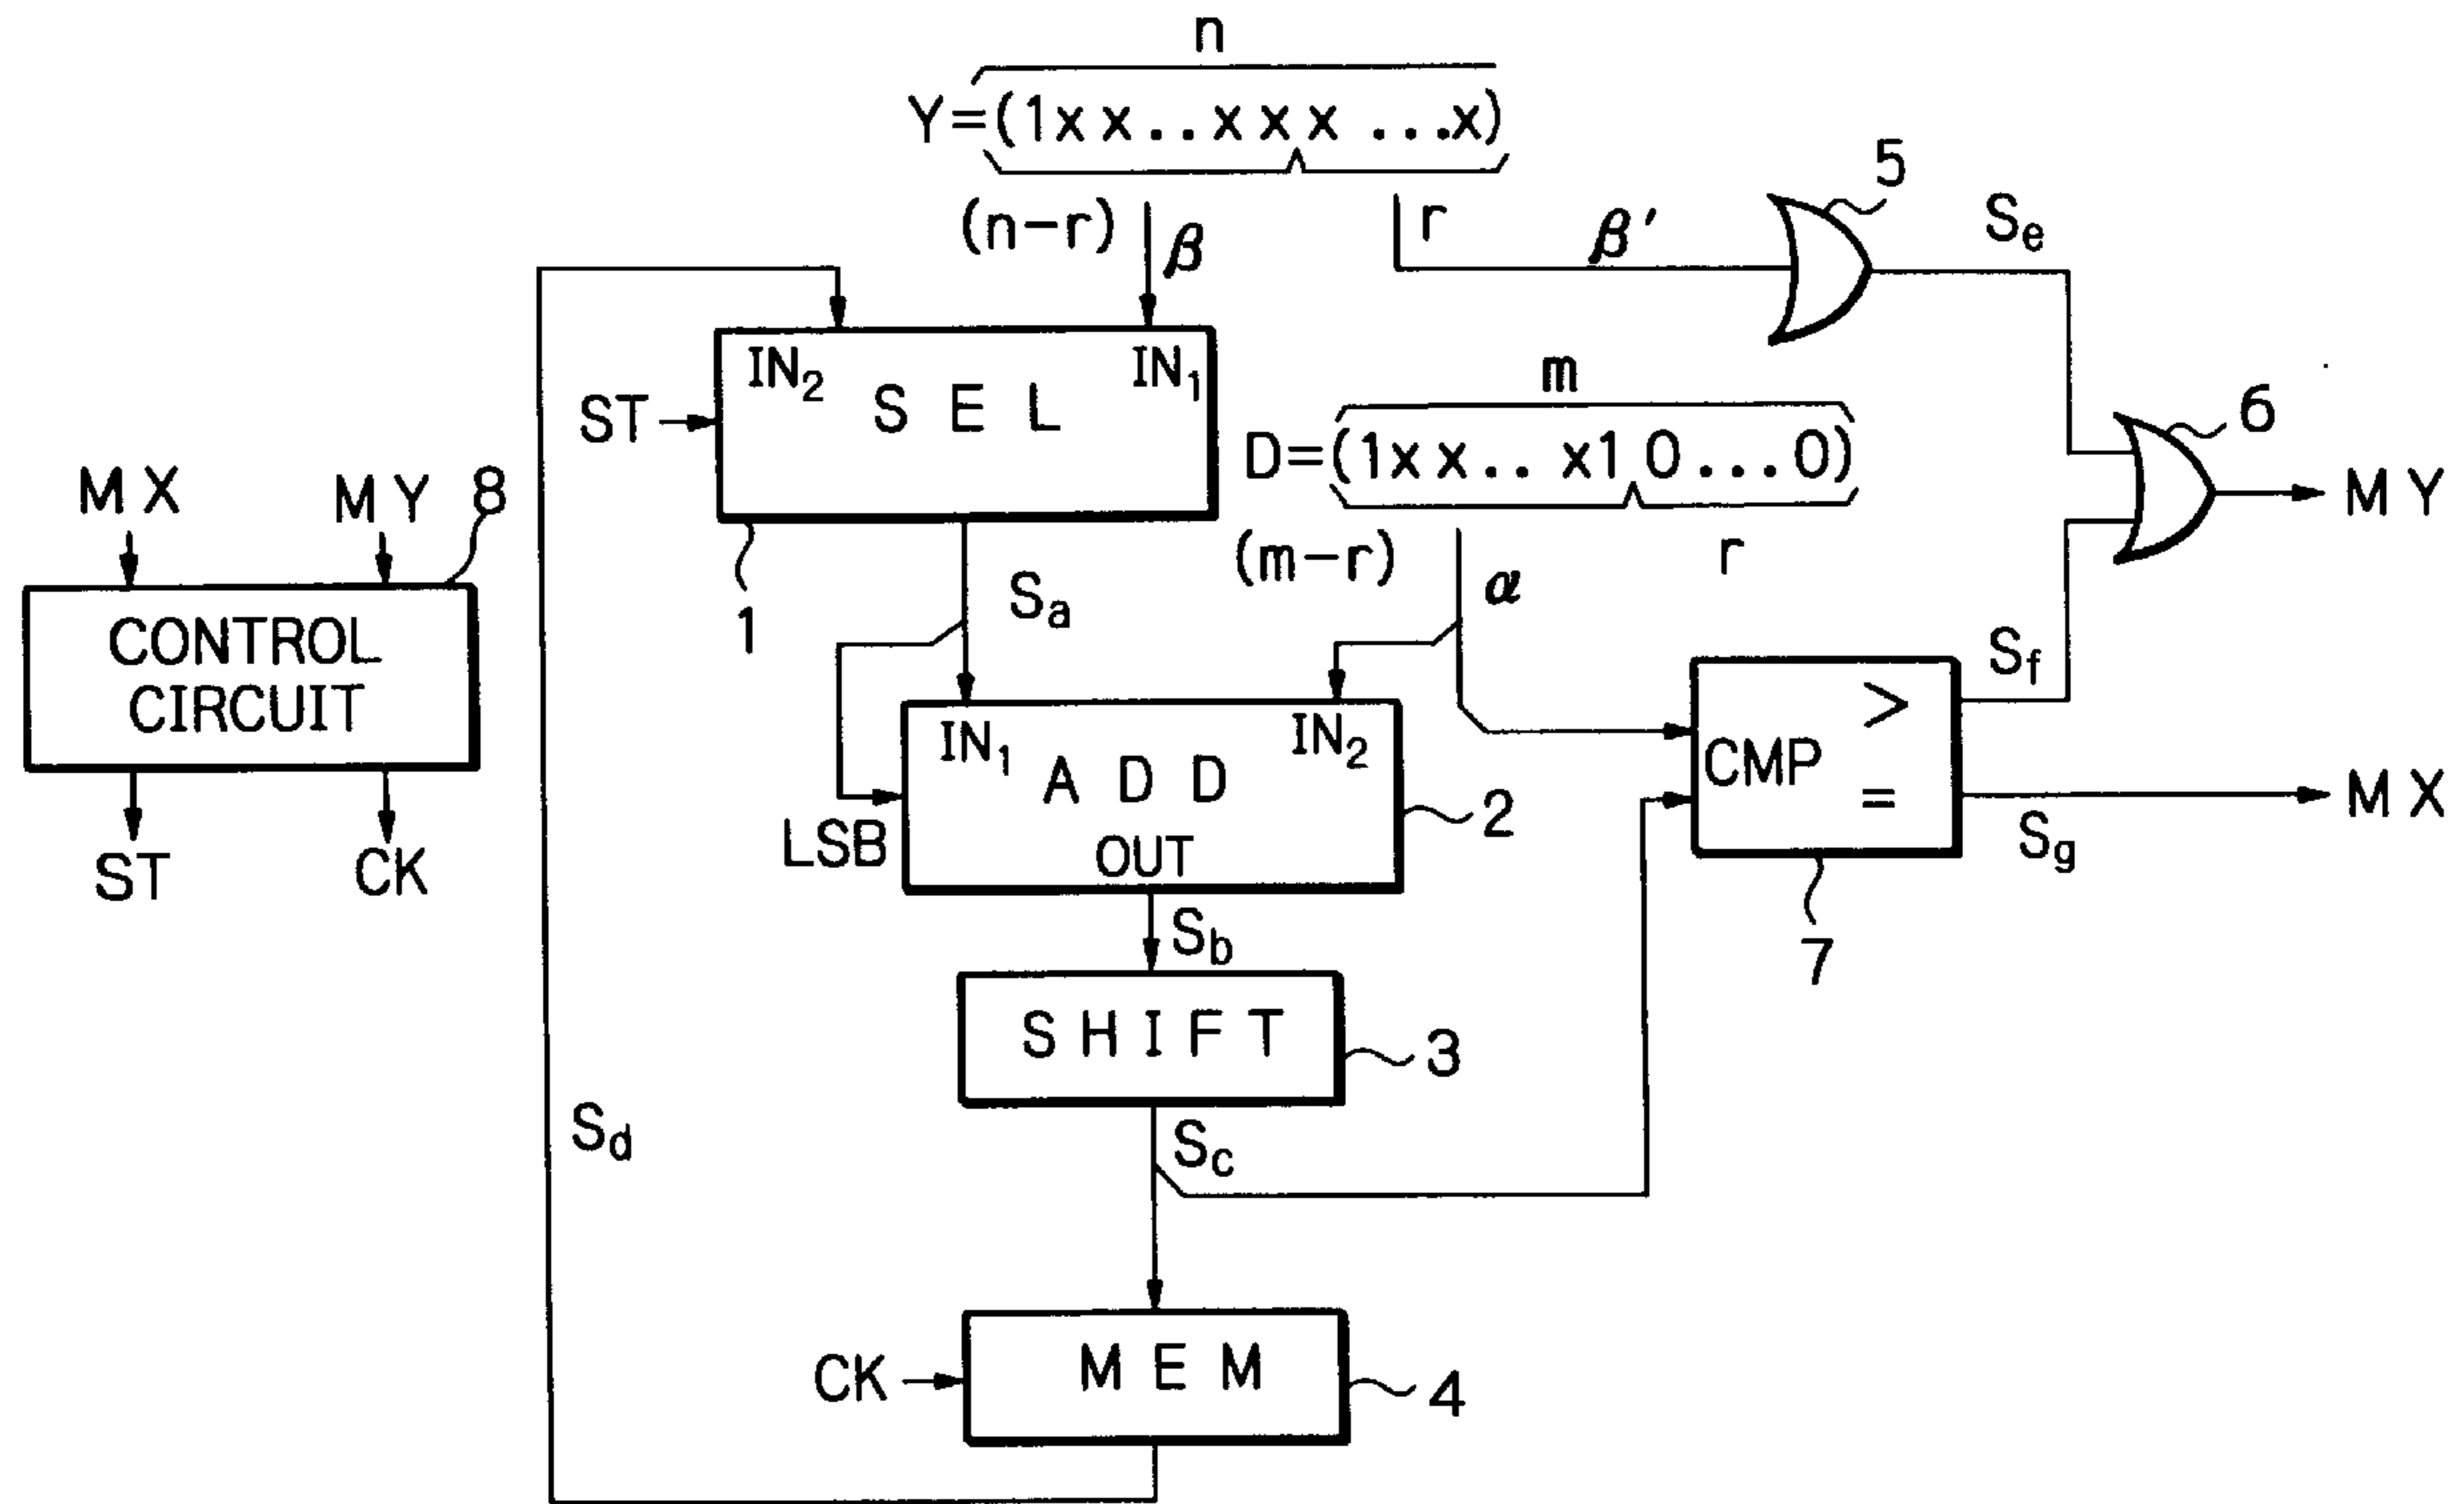 n
Y=(1xx..xxx ...x)
(n-r)
β
r
β'
5
Se
IN2
IN1
SEL
ST
1
m
D=(1xx.. x10...0)
(m-r)
α
r
6
MY
MX
MY
8
CONTROL
CIRCUIT
ST
CK
Sa
IN1
IN2
ADD
OUT
LSB
2
CMP
>
=
Sf
MX
Sg
7
Sb
SHIFT
3
Sc
Sd
CK
MEM
4